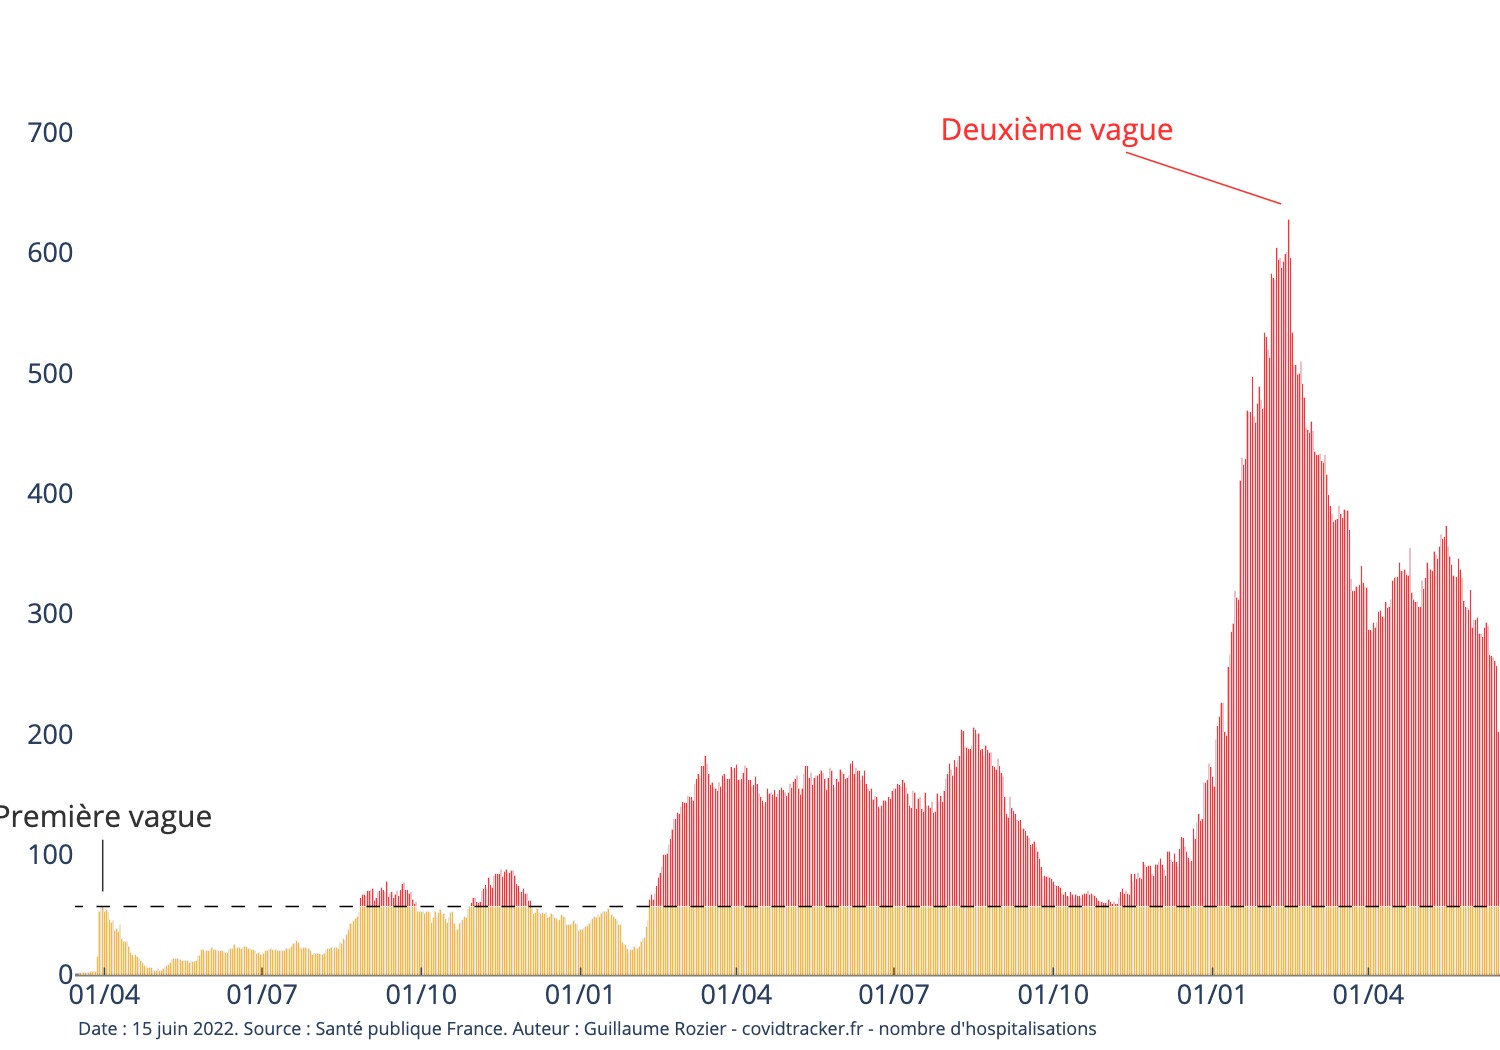 700
Deuxième vague
600
500
400
300
200
Première vague
100
0
01/04 01/07 01/10 01/01 01/04 01/07 01/10 01/01 01/04
Date : 15 juin 2022. Source : Santé publique France. Auteur : Guillaume Rozier - covidtracker.fr - nombre d'hospitalisations